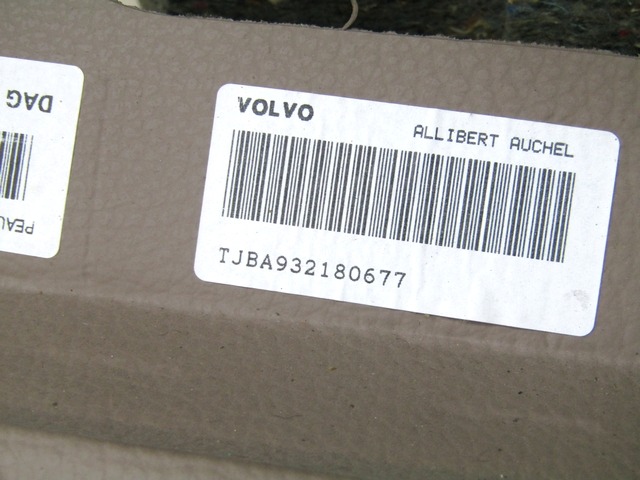 VOLVO
ALLIBERT AUCHEL
TJBA932180677
DAG
PEAU